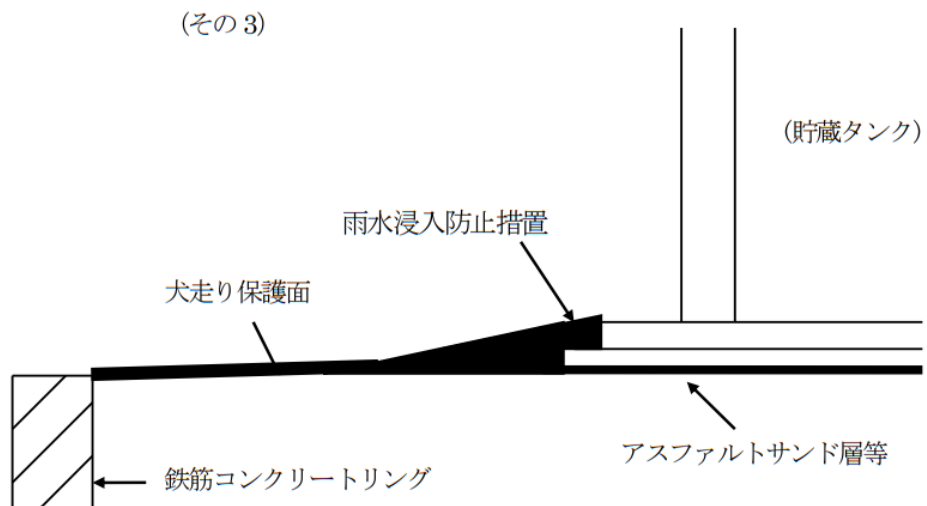 (その 3)
(貯蔵タンク)
雨水浸入防止措置
犬走り保護面
アスファルトサンド層等
鉄筋コンクリートリング